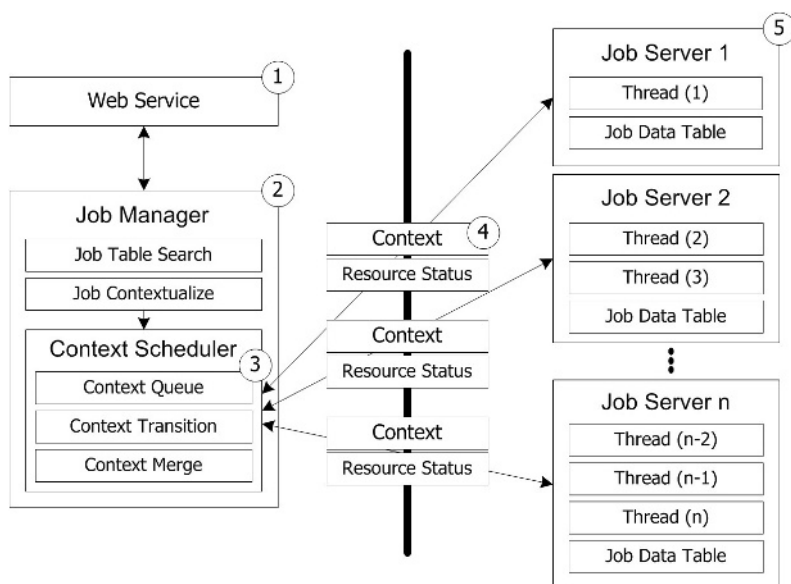 1
Web Service
2
Job Manager
Job Table Search
Job Contextualize
Context Scheduler
3
Context Queue
Context Transition
Context Merge
4
Context
Resource Status
Context
Resource Status
Context
Resource Status
5
Job Server 1
Thread (1)
Job Data Table
Job Server 2
Thread (2)
Thread (3)
Job Data Table
Job Server n
Thread (n-2)
Thread (n-1)
Thread (n)
Job Data Table